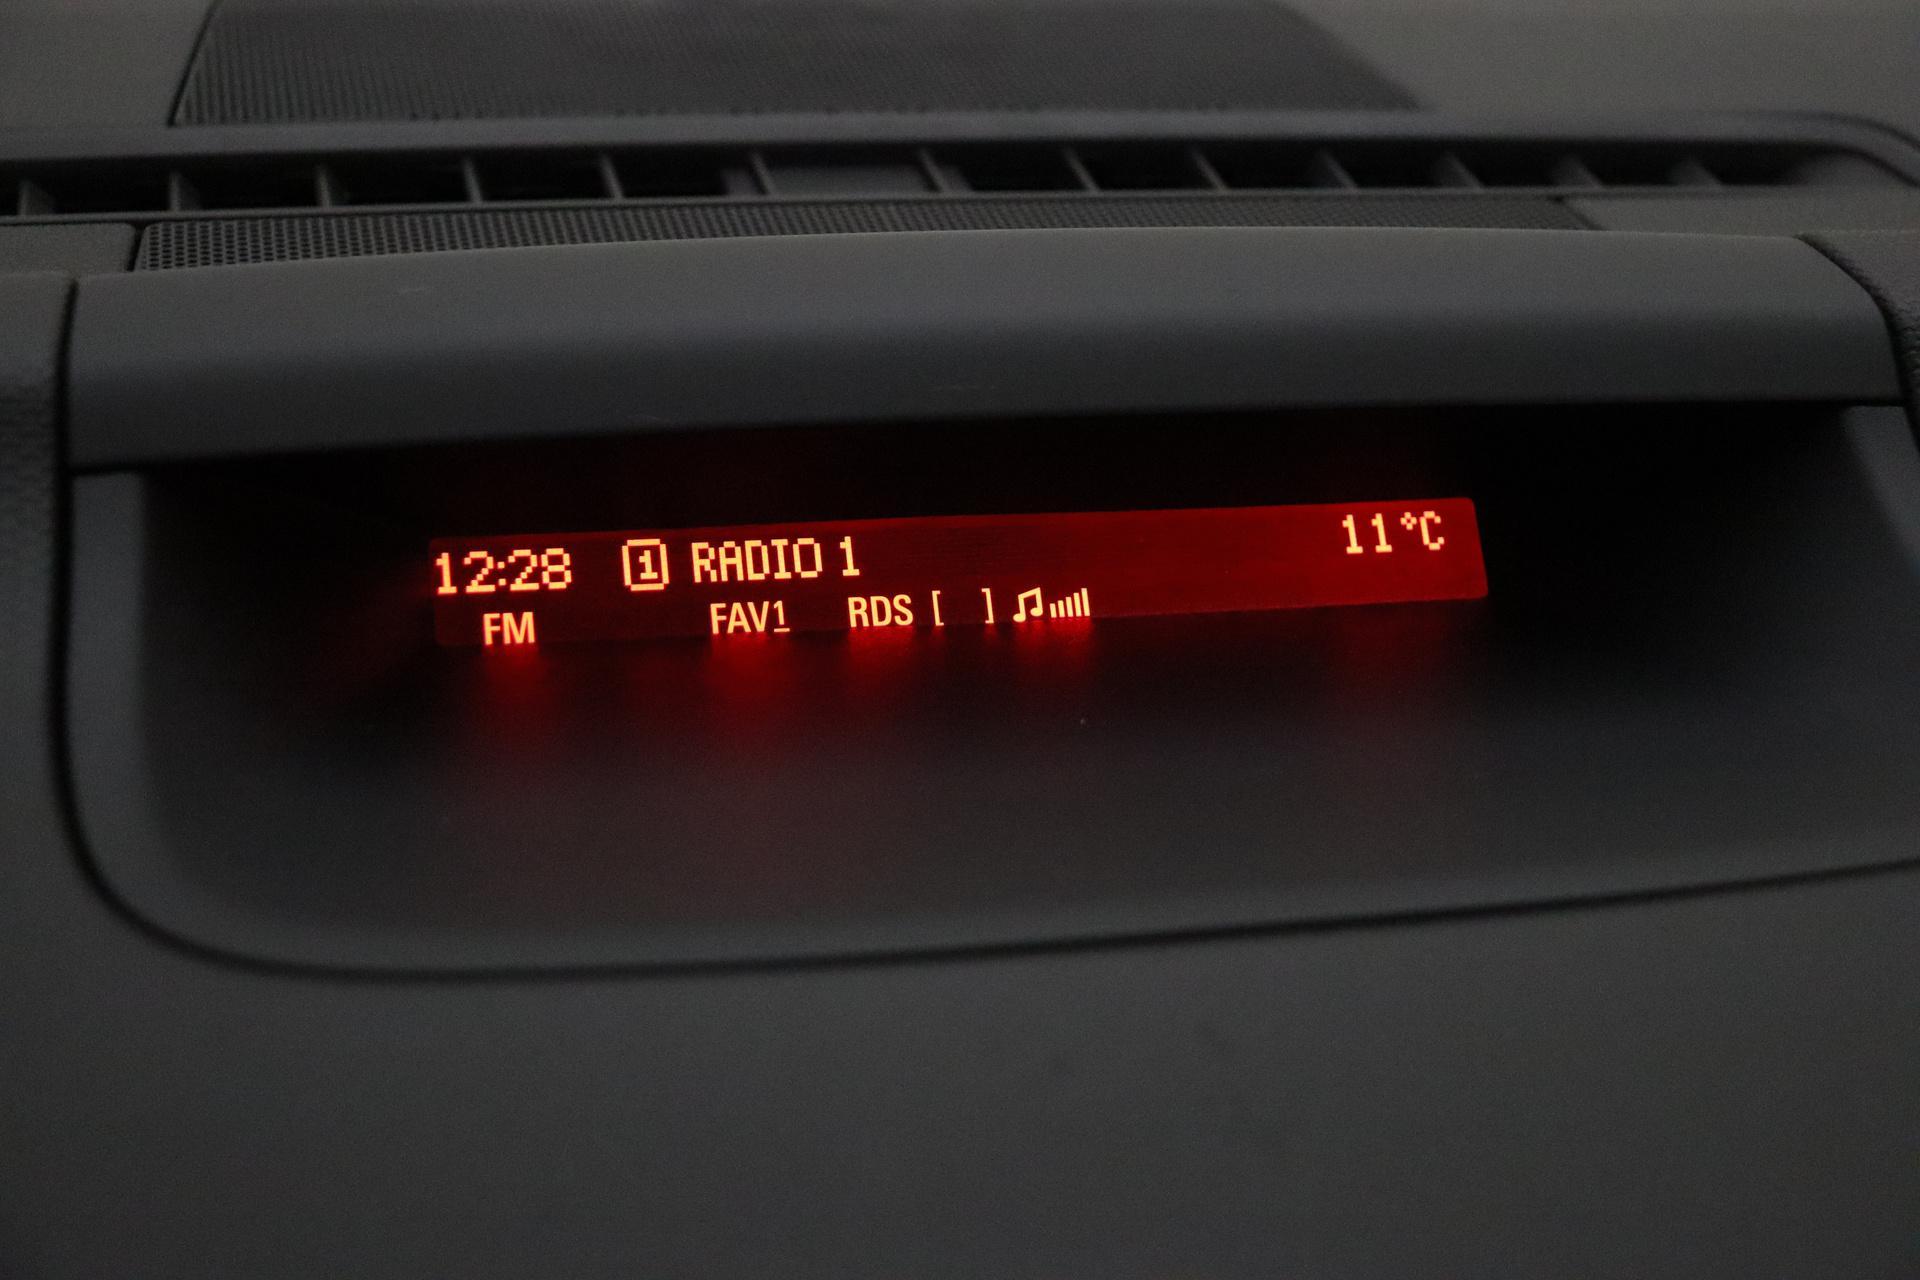 12:28 1 RADIO 1 11°C
FM FAV1 RDS [ ]